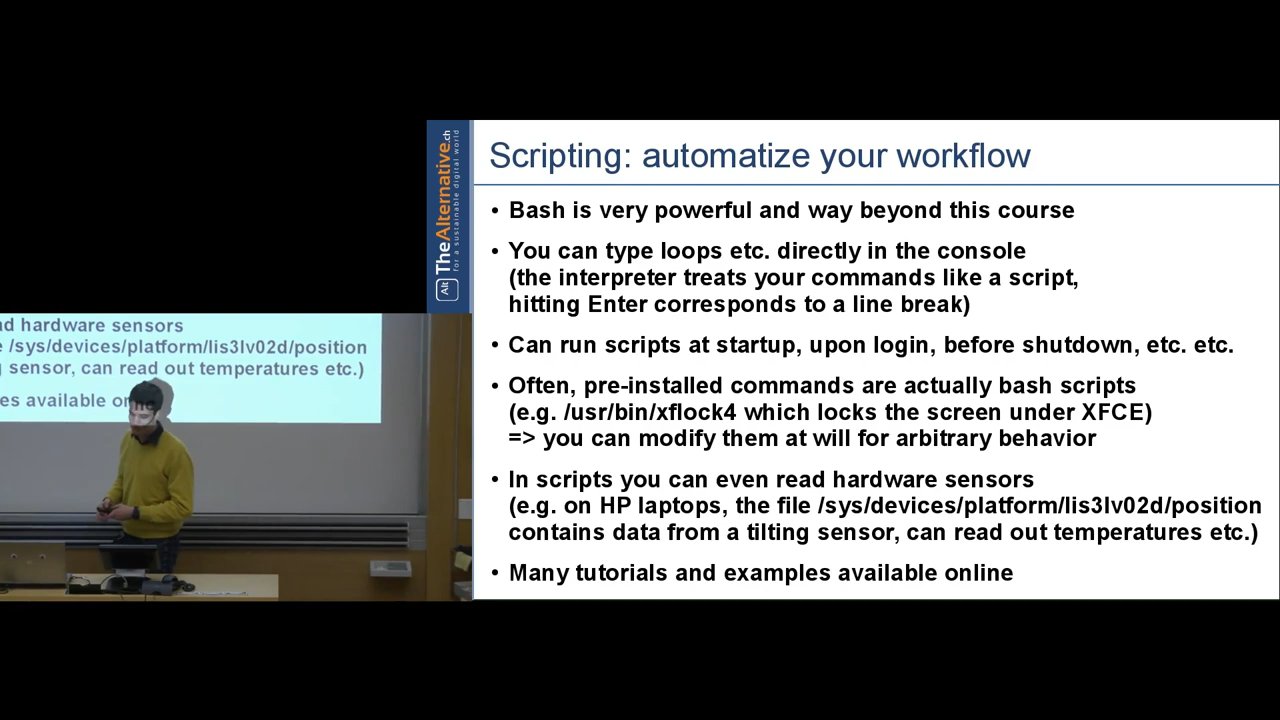 Scripting: automatize your workflow
• Bash is very powerful and way beyond this course
• You can type loops etc. directly in the console
(the interpreter treats your commands like a script,
hitting Enter corresponds to a line break)
• Can run scripts at startup, upon login, before shutdown, etc. etc.
• Often, pre-installed commands are actually bash scripts
(e.g. /usr/bin/xflock4 which locks the screen under XFCE)
=> you can modify them at will for arbitrary behavior
• In scripts you can even read hardware sensors
(e.g. on HP laptops, the file /sys/devices/platform/lis3lv02d/position
contains data from a tilting sensor, can read out temperatures etc.)
• Many tutorials and examples available online
Alt TheAlternative.ch
for a sustainable digital world
ad hardware sensors
e /sys/devices/platform/lis3lv02d/position
g sensor, can read out temperatures etc.)
es available on